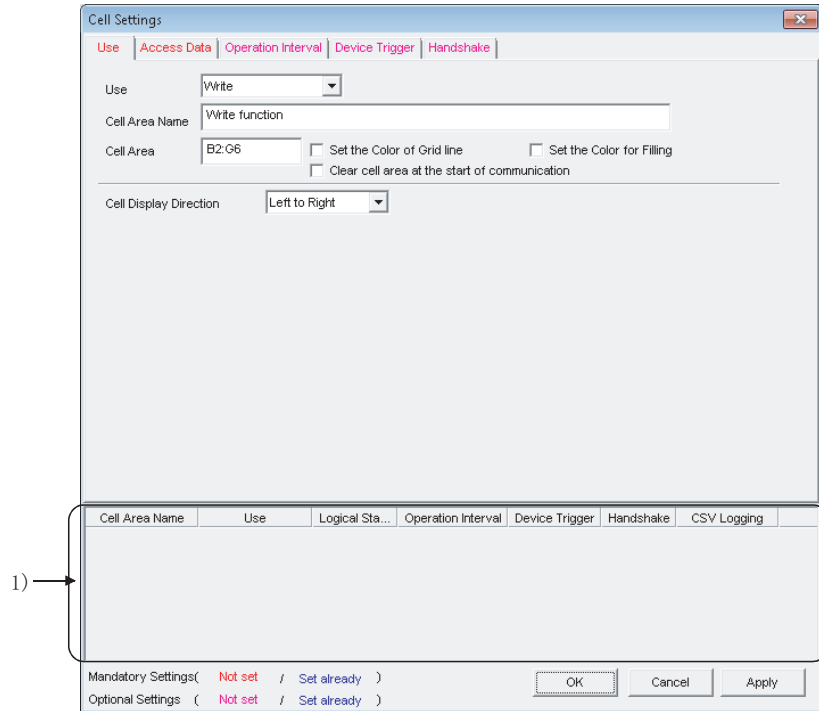 Cell Settings
Use Access Data Operation Interval Device Trigger Handshake
Use Write
Cell Area Name Write function
Cell Area B2:G6 Set the Color of Grid line Set the Color for Filling
Clear cell area at the start of communication
Cell Display Direction Left to Right
Cell Area Name Use Logical Sta... Operation Interval Device Trigger Handshake CSV Logging
1)
Mandatory Settings( Not set / Set already )
OK Cancel Apply
Optional Settings ( Not set / Set already )